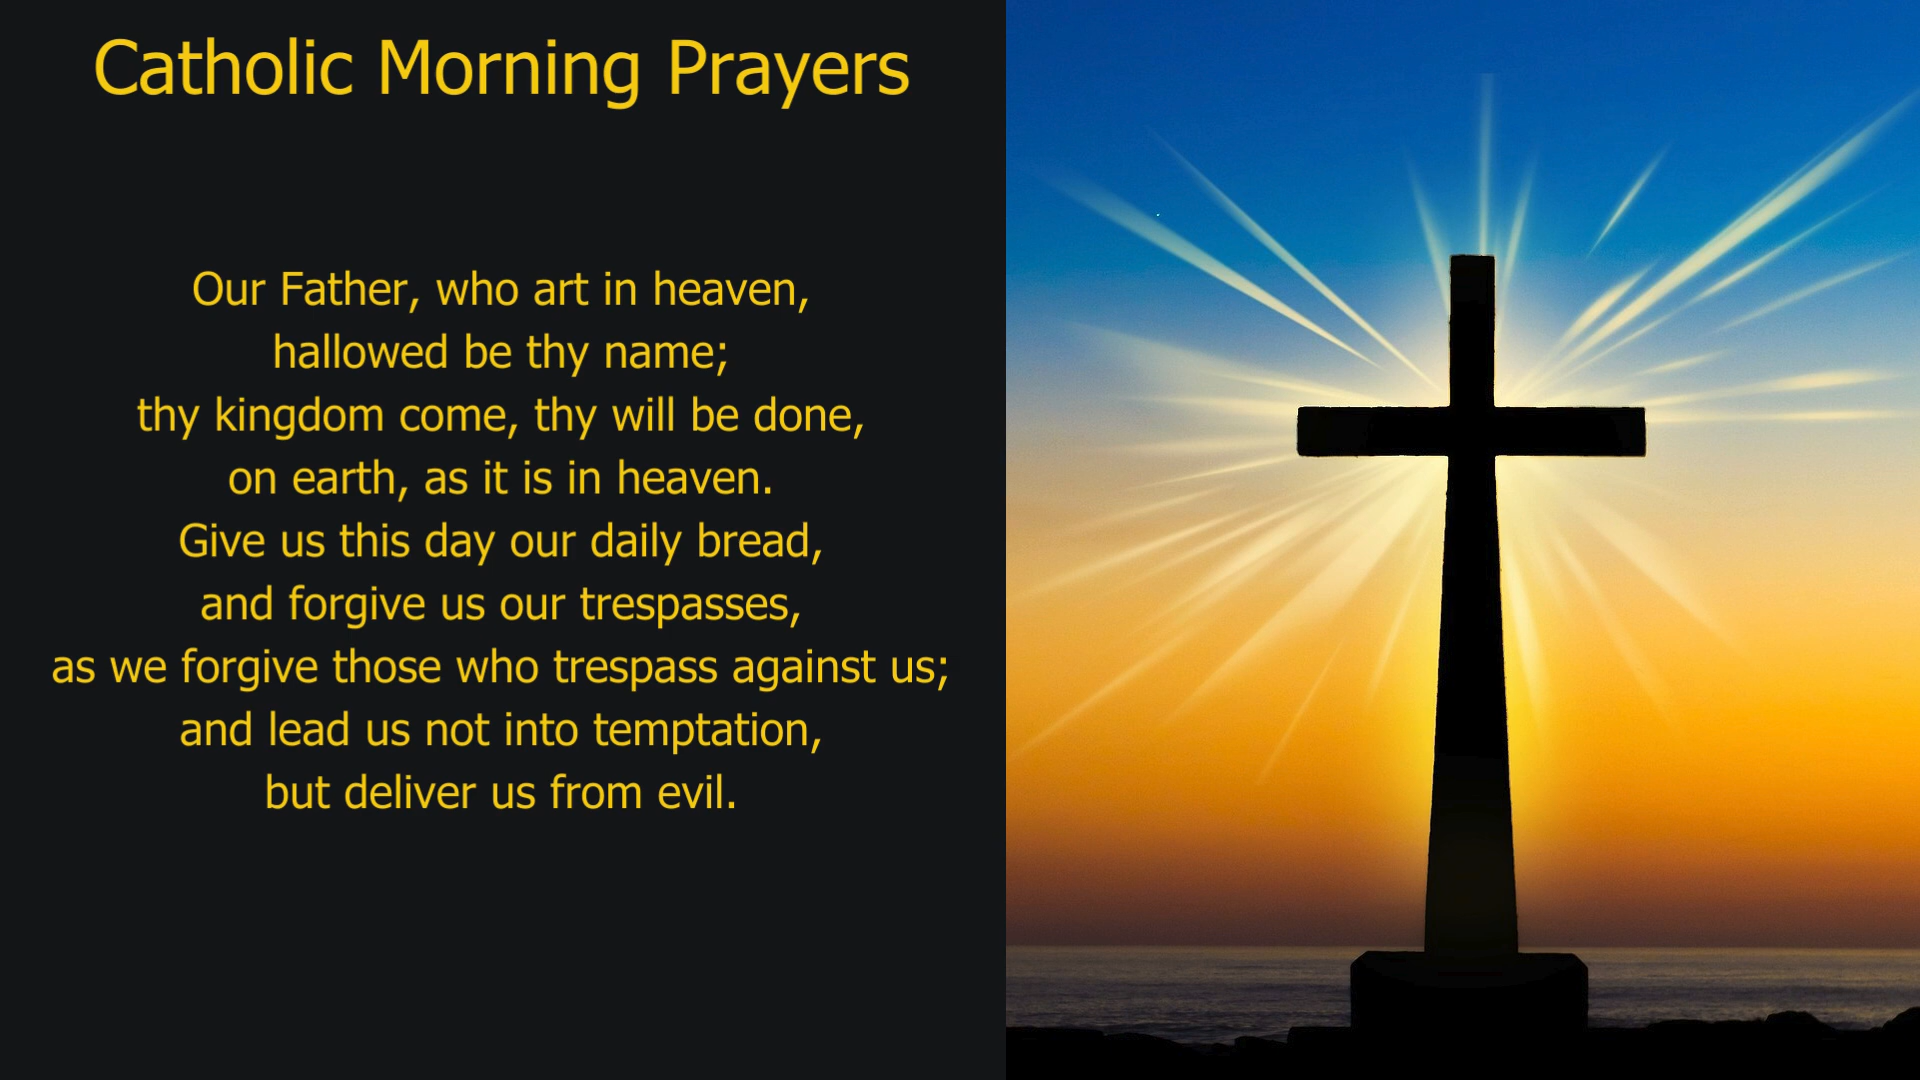 Catholic Morning Prayers
Our Father, who art in heaven,
hallowed be thy name;
thy kingdom come, thy will be done,
on earth, as it is in heaven.
Give us this day our daily bread,
and forgive us our trespasses,
as we forgive those who trespass against us;
and lead us not into temptation,
but deliver us from evil.